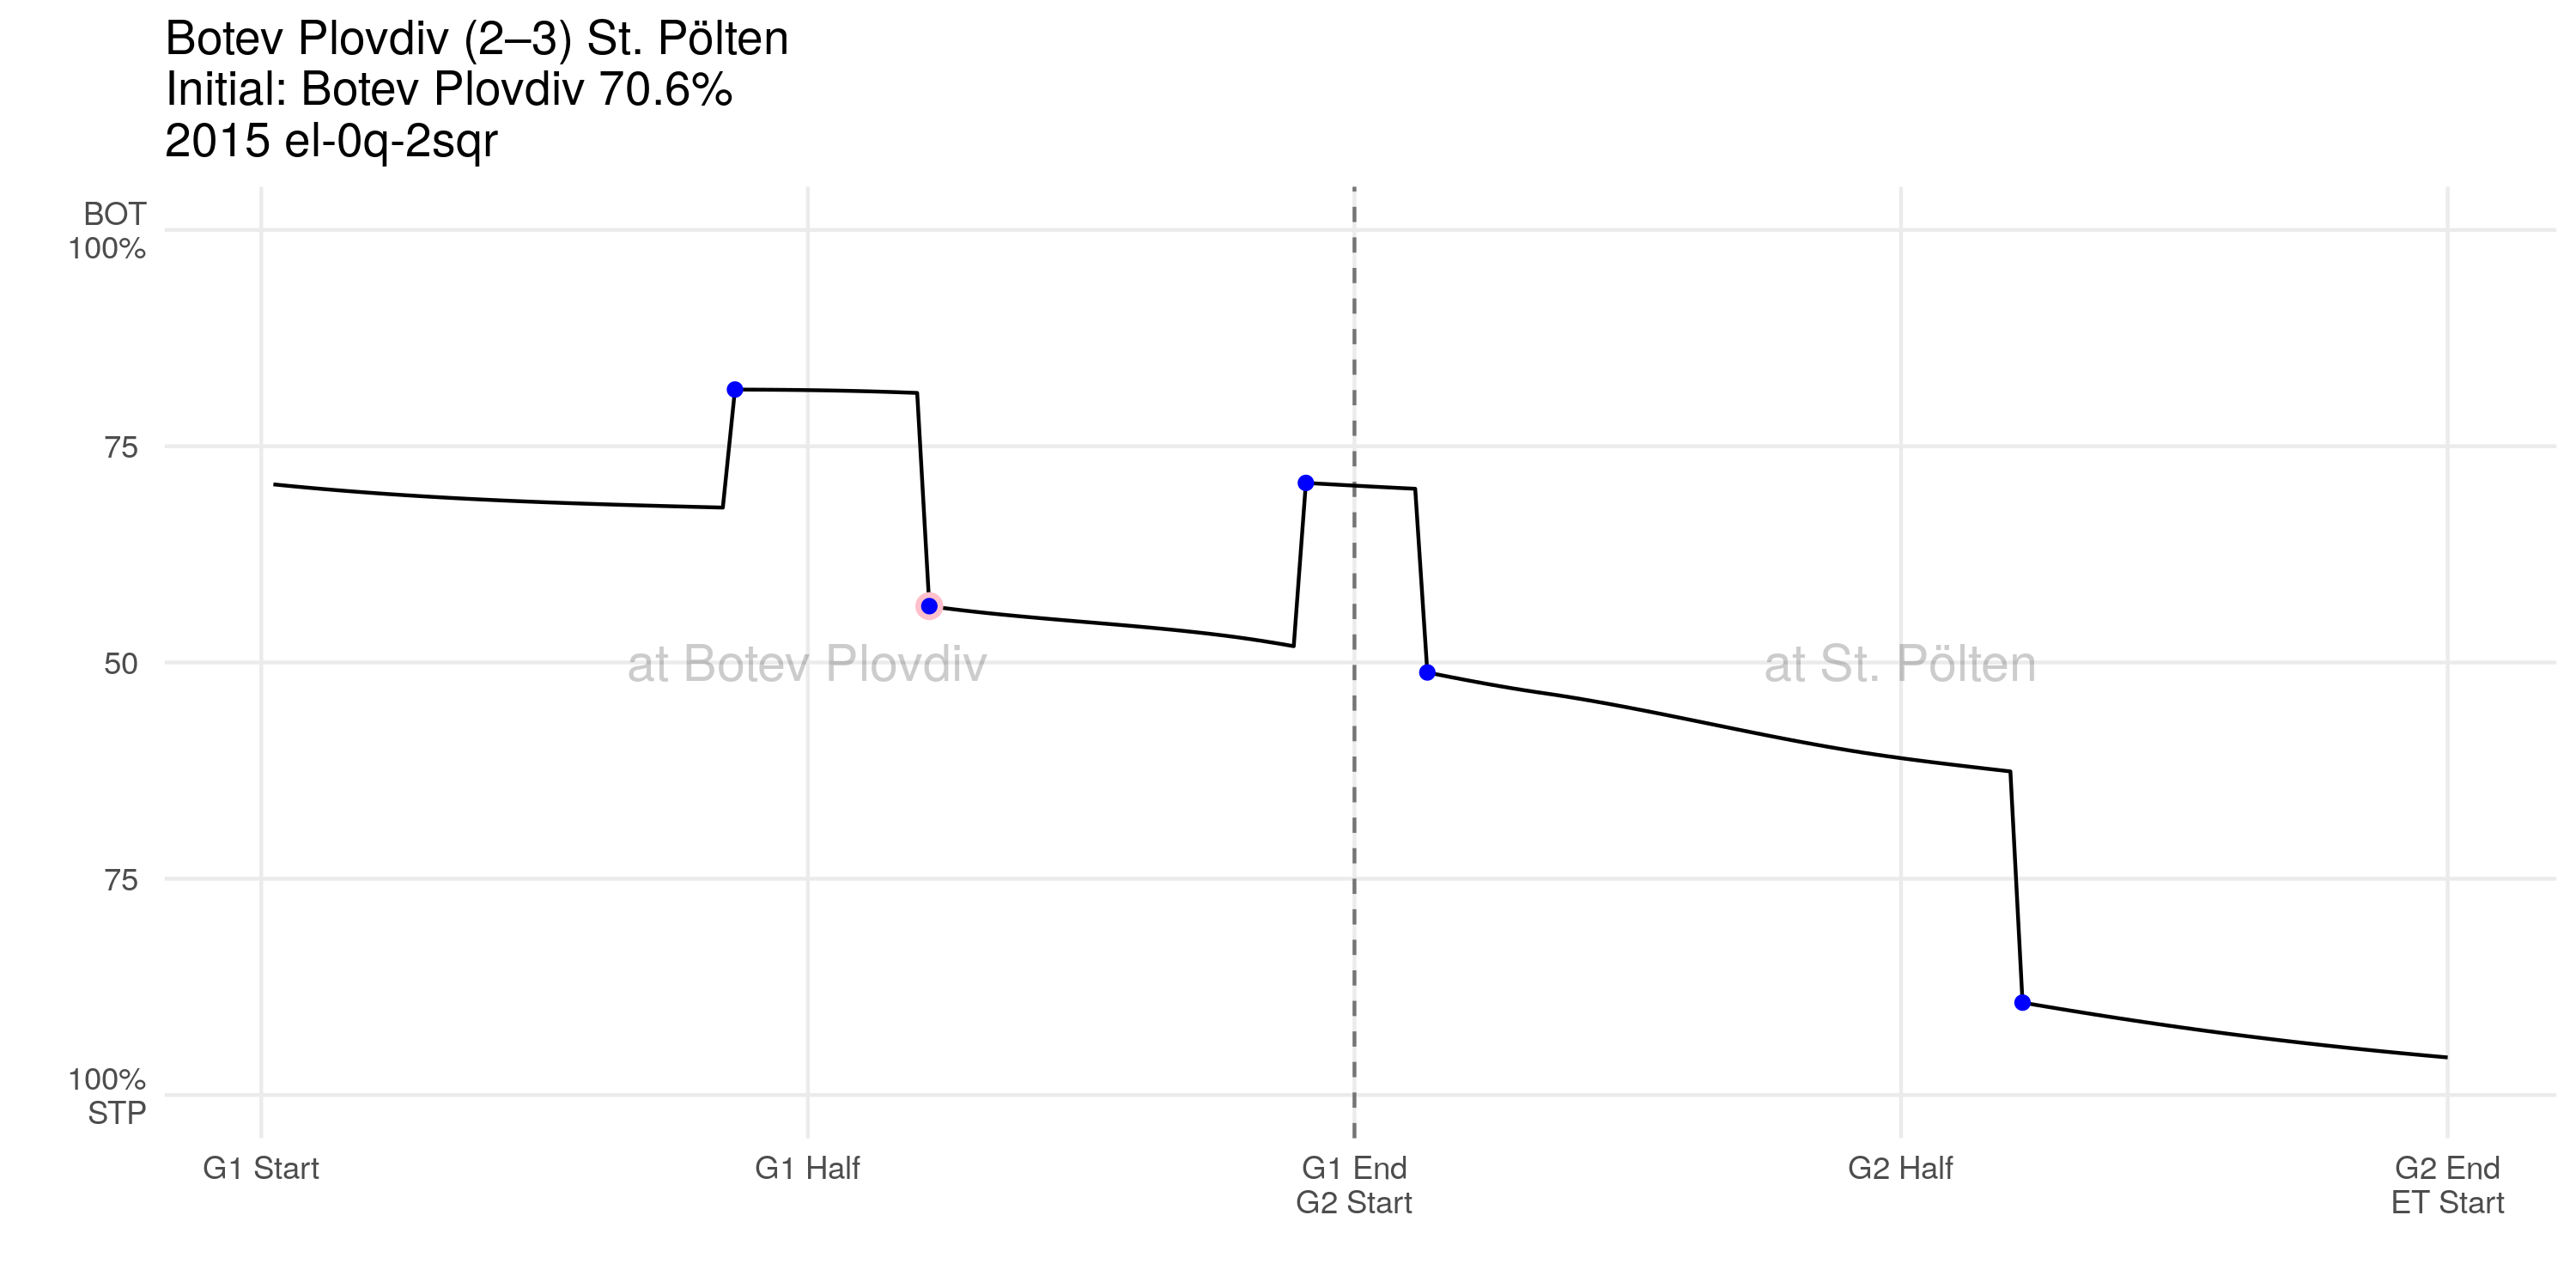 Botev Plovdiv (2–3) St. Pölten
Initial: Botev Plovdiv 70.6%
2015 el-0q-2sqr
BOT
100%
75
50
75
100%
STP
at Botev Plovdiv
at St. Pölten
G1 Start
G1 Half
G1 End
G2 Start
G2 Half
G2 End
ET Start